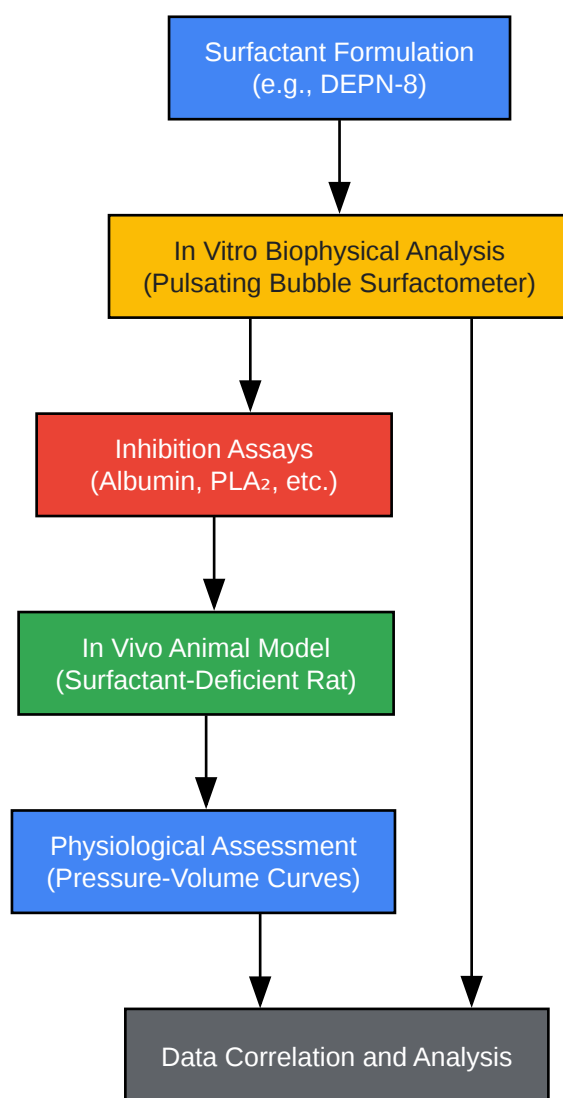 Surfactant Formulation
(e.g., DEPN-8)
In Vitro Biophysical Analysis
(Pulsating Bubble Surfactometer)
Inhibition Assays
(Albumin, PLA₂, etc.)
In Vivo Animal Model
(Surfactant-Deficient Rat)
Physiological Assessment
(Pressure-Volume Curves)
Data Correlation and Analysis